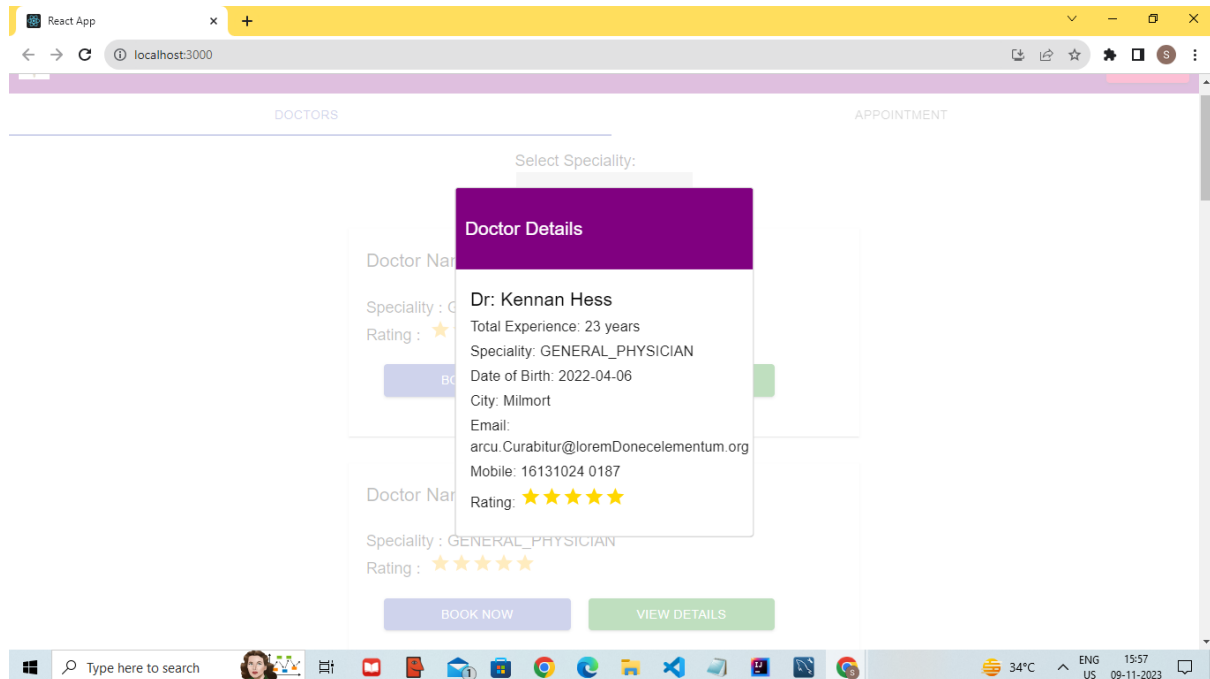 React App
localhost:3000
S
DOCTORS APPOINTMENT
Select Speciality:
Doctor Details
Doctor Nar
Dr: Kennan Hess
Speciality : G
Total Experience: 23 years
Rating :
Speciality: GENERAL_PHYSICIAN
BO
Date of Birth: 2022-04-06
City: Milmort
Email:
arcu.Curabitur@loremDonecelementum.org
Mobile: 16131024 0187
Doctor Nar
Rating:
Speciality : GENERAL_PHYSICIAN
Rating :
BOOK NOW VIEW DETAILS
Type here to search
34°C
ENG 15:57
US 09-11-2023